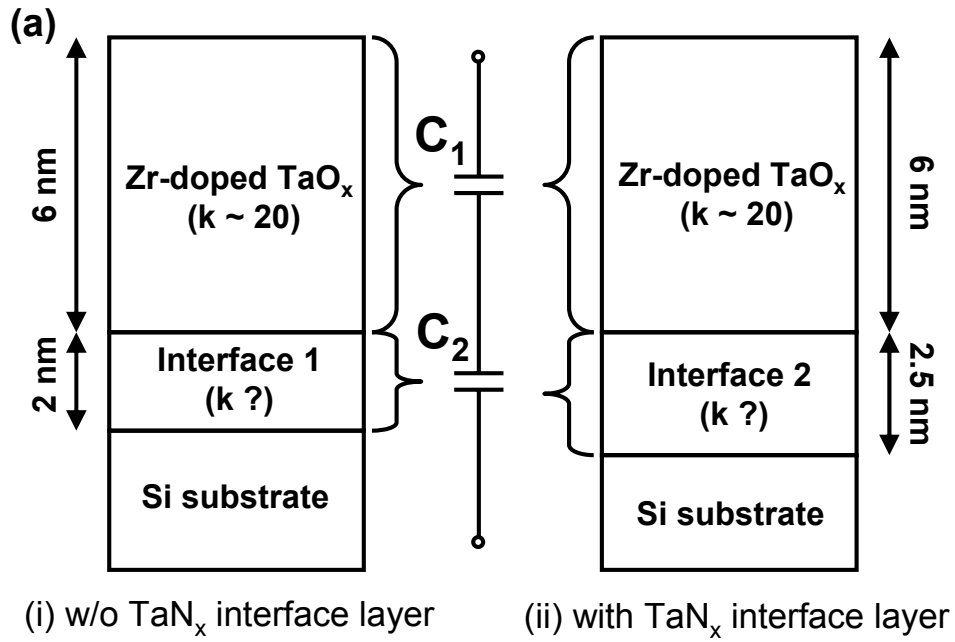 (a)
6 nm
Zr-doped TaOₓ
(k ~ 20)
C₁
Zr-doped TaOₓ
(k ~ 20)
6 nm
2 nm
Interface 1
(k ?)
C₂
Interface 2
(k ?)
2.5 nm
Si substrate
Si substrate
(i) w/o TaNₓ interface layer
(ii) with TaNₓ interface layer